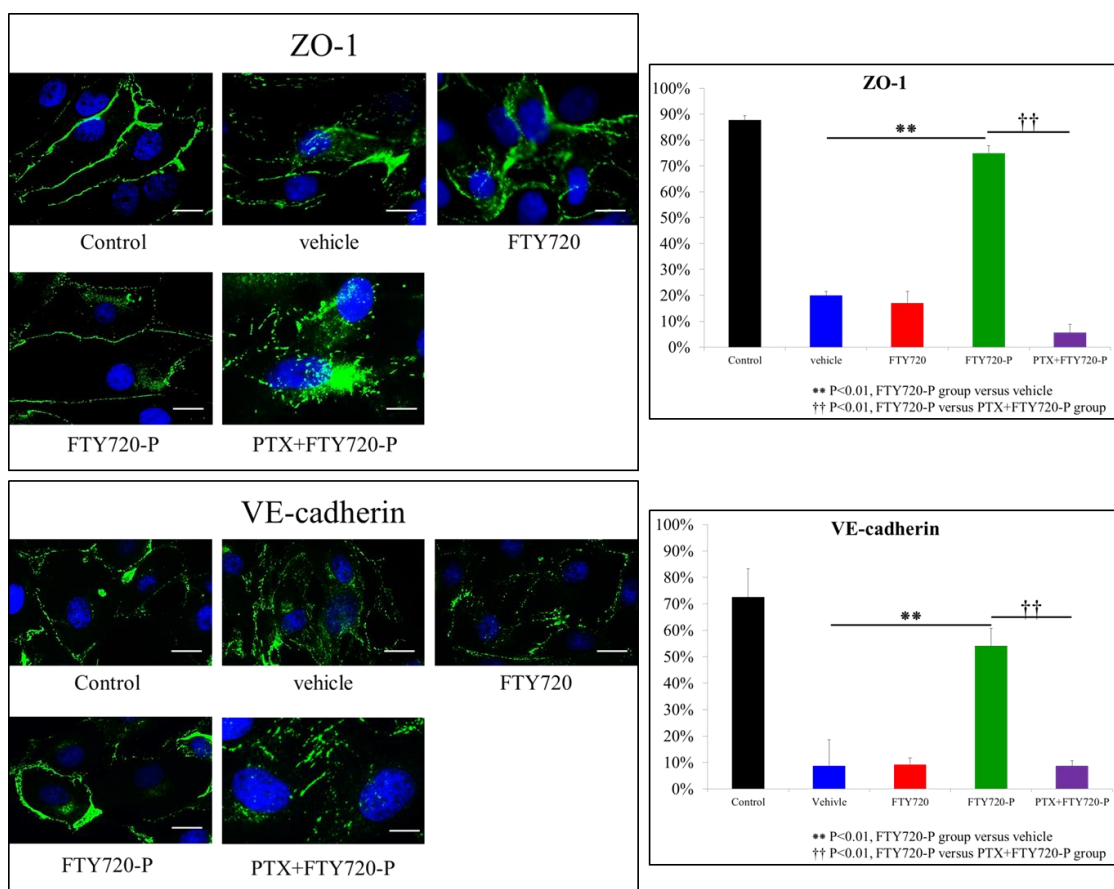 ZO-1
Control vehicle FTY720
FTY720-P PTX+FTY720-P
ZO-1
100%
90%
80%
70%
60%
50%
40%
30%
20%
10%
0%
** ††
Control vehicle FTY720 FTY720-P PTX+FTY720-P
** P<0.01, FTY720-P group versus vehicle
†† P<0.01, FTY720-P versus PTX+FTY720-P group
VE-cadherin
Control vehicle FTY720
FTY720-P PTX+FTY720-P
VE-cadherin
100%
90%
80%
70%
60%
50%
40%
30%
20%
10%
0%
** ††
Control Vehivle FTY720 FTY720-P PTX+FTY720-P
** P<0.01, FTY720-P group versus vehicle
†† P<0.01, FTY720-P versus PTX+FTY720-P group